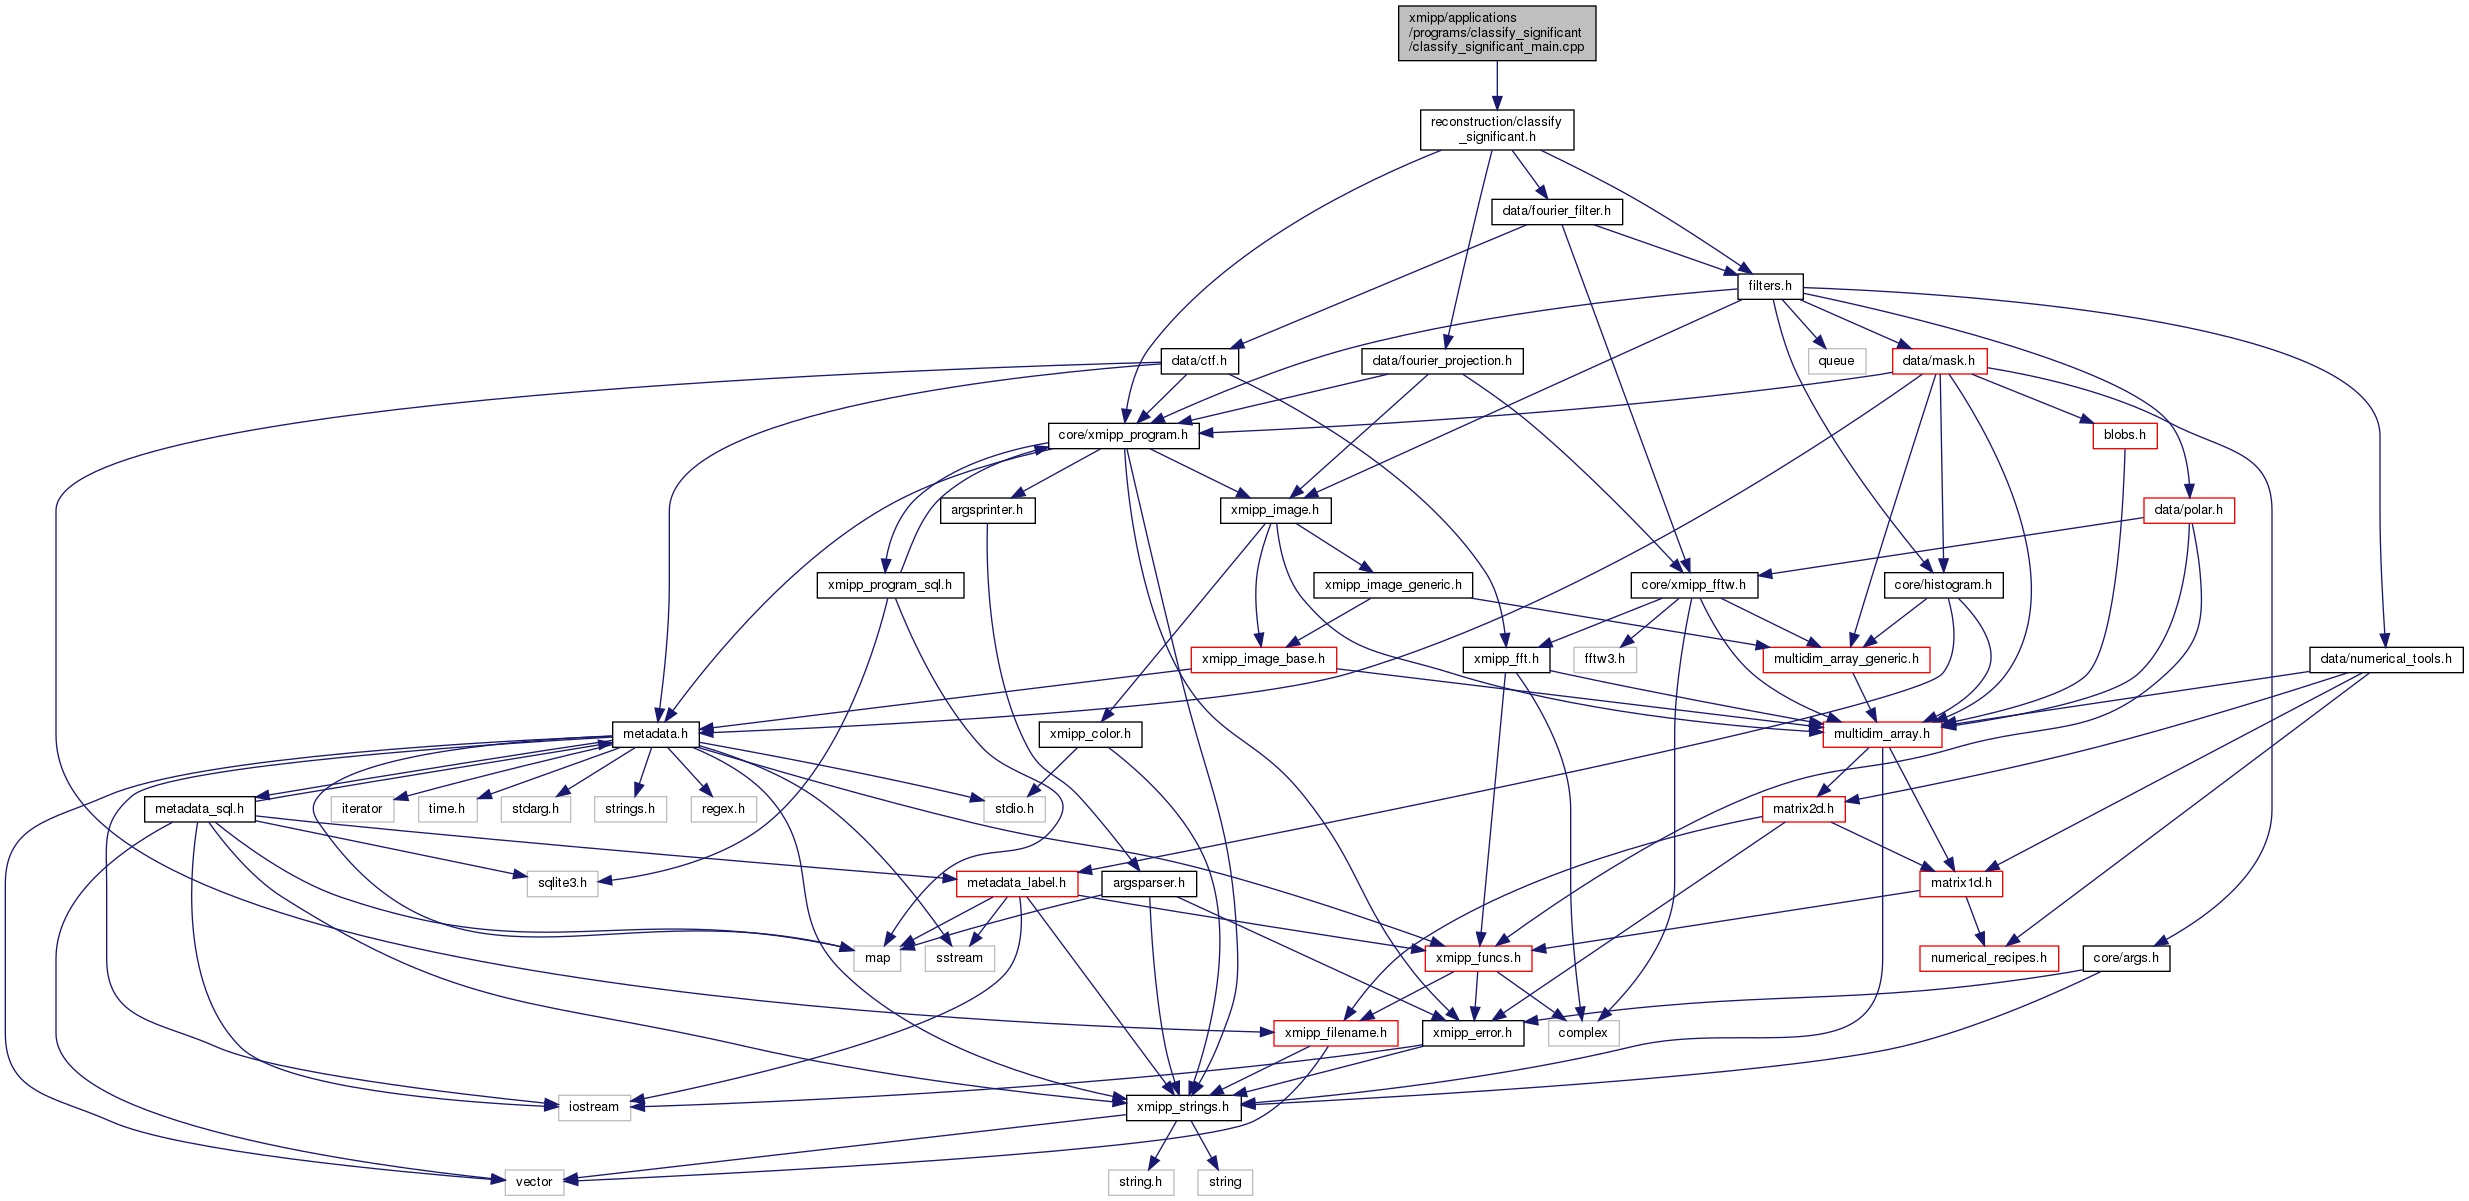 xmipp/applications
/programs/classify_significant
/classify_significant_main.cpp
reconstruction/classify
_significant.h
data/fourier_filter.h
filters.h
data/ctf.h
data/fourier_projection.h
queue
data/mask.h
core/xmipp_program.h
blobs.h
argsprinter.h
xmipp_image.h
data/polar.h
xmipp_program_sql.h
xmipp_image_generic.h
core/xmipp_fftw.h
core/histogram.h
xmipp_image_base.h
xmipp_fft.h
fftw3.h
multidim_array_generic.h
data/numerical_tools.h
metadata.h
xmipp_color.h
multidim_array.h
metadata_sql.h
iterator
time.h
stdarg.h
strings.h
regex.h
stdio.h
matrix2d.h
sqlite3.h
metadata_label.h
argsparser.h
matrix1d.h
map
sstream
xmipp_funcs.h
numerical_recipes.h
core/args.h
xmipp_filename.h
xmipp_error.h
complex
iostream
xmipp_strings.h
vector
string.h
string